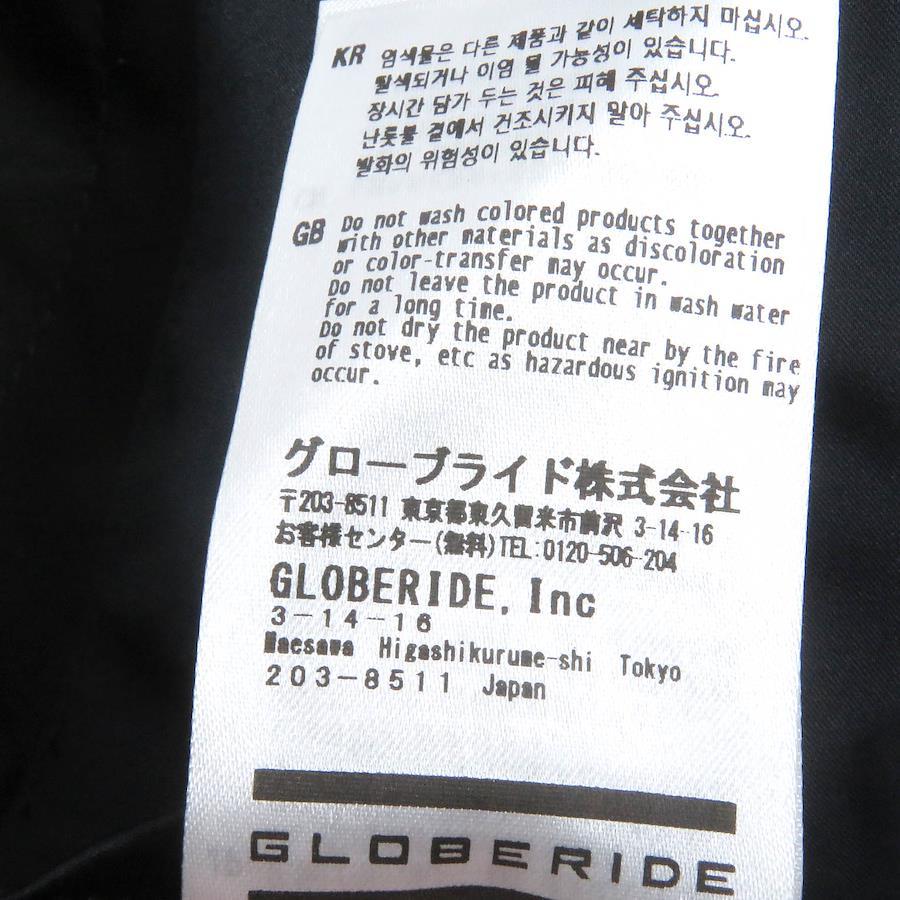 KR 염색물은 다른 제품과 같이 세탁하지 마십시오.
탈색되거나 이염 될 가능성이 있습니다.
장시간 담가 두는 것은 피해 주십시오.
난롯불 곁에서 건조시키지 말아 주십시오.
발화의 위험성이 있습니다.
GB Do not wash colored products together
with other materials as discoloration
or color-transfer may occur.
Do not leave the product in wash water
for a long time.
Do not dry the product near by the fire
of stove, etc as hazardous ignition may
occur.
グローブライド株式会社
〒203-8511 東京都東久留米市前沢 3-14-16
お客様センター(無料)TEL:0120-506-204
GLOBERIDE, Inc
3-14-16
Maesawa Higashikurume-shi Tokyo
203-8511 Japan
GLOBERIDE